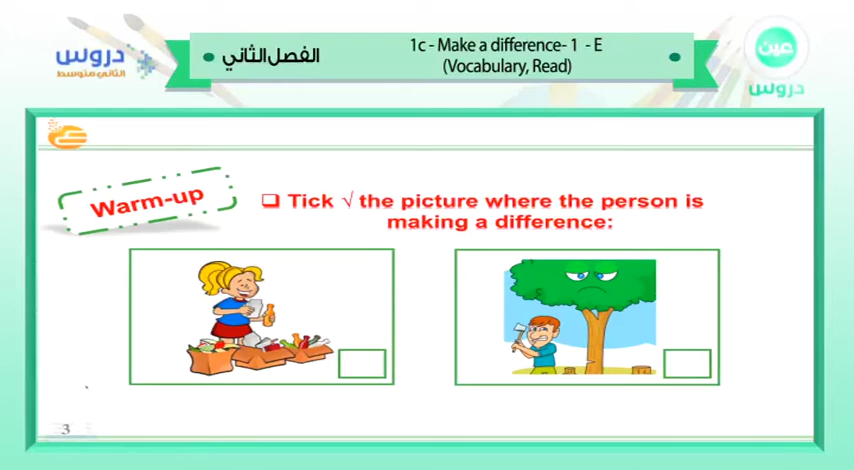 دروس
الثاني متوسط
الفصل الثاني
1c - Make a difference- 1 - E
(Vocabulary, Read)
عين
دروس
Warm-up
❑ Tick √ the picture where the person is
making a difference:
3